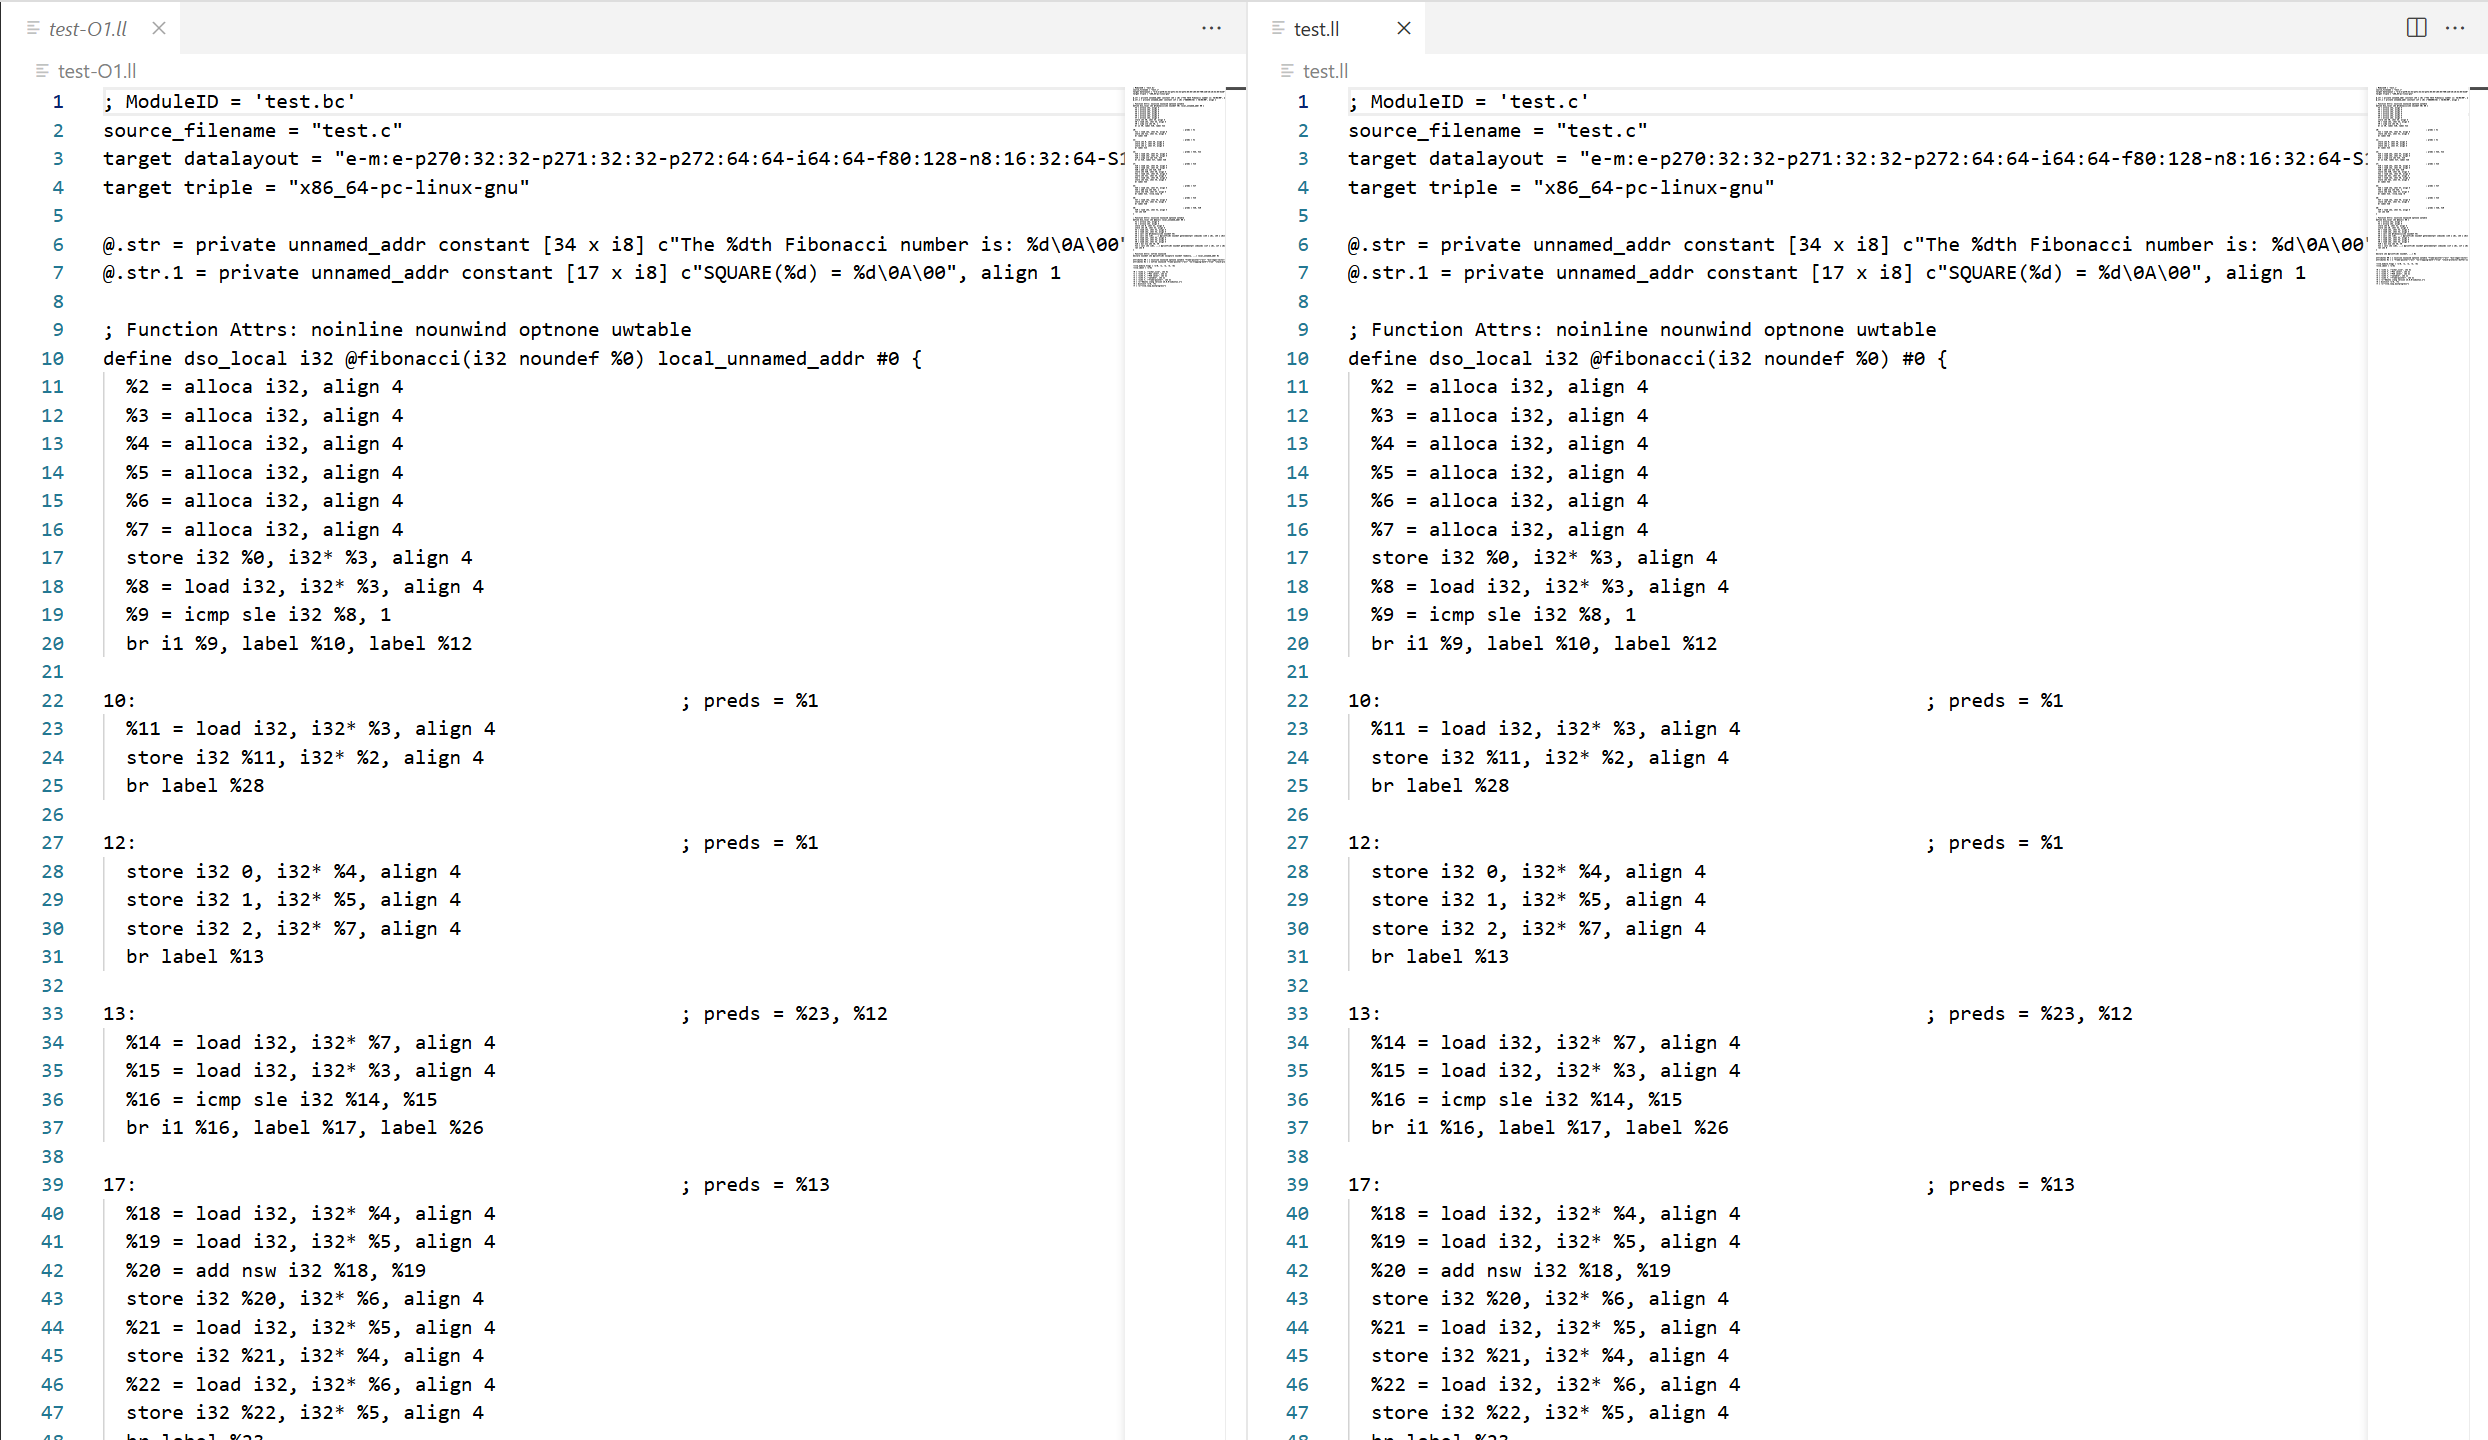 test-O1.ll
test-O1.ll
1 ; ModuleID = 'test.bc'
2 source_filename = "test.c"
3 target datalayout = "e-m:e-p270:32:32-p271:32:32-p272:64:64-i64:64-f80:128-n8:16:32:64-S1
4 target triple = "x86_64-pc-linux-gnu"
5
6 @.str = private unnamed_addr constant [34 x i8] c"The %dth Fibonacci number is: %d\0A\00"
7 @.str.1 = private unnamed_addr constant [17 x i8] c"SQUARE(%d) = %d\0A\00", align 1
8
9 ; Function Attrs: noinline nounwind optnone uwtable
10 define dso_local i32 @fibonacci(i32 noundef %0) local_unnamed_addr #0 {
11 %2 = alloca i32, align 4
12 %3 = alloca i32, align 4
13 %4 = alloca i32, align 4
14 %5 = alloca i32, align 4
15 %6 = alloca i32, align 4
16 %7 = alloca i32, align 4
17 store i32 %0, i32* %3, align 4
18 %8 = load i32, i32* %3, align 4
19 %9 = icmp sle i32 %8, 1
20 br i1 %9, label %10, label %12
21
22 10: ; preds = %1
23 %11 = load i32, i32* %3, align 4
24 store i32 %11, i32* %2, align 4
25 br label %28
26
27 12: ; preds = %1
28 store i32 0, i32* %4, align 4
29 store i32 1, i32* %5, align 4
30 store i32 2, i32* %7, align 4
31 br label %13
32
33 13: ; preds = %23, %12
34 %14 = load i32, i32* %7, align 4
35 %15 = load i32, i32* %3, align 4
36 %16 = icmp sle i32 %14, %15
37 br i1 %16, label %17, label %26
38
39 17: ; preds = %13
40 %18 = load i32, i32* %4, align 4
41 %19 = load i32, i32* %5, align 4
42 %20 = add nsw i32 %18, %19
43 store i32 %20, i32* %6, align 4
44 %21 = load i32, i32* %5, align 4
45 store i32 %21, i32* %4, align 4
46 %22 = load i32, i32* %6, align 4
47 store i32 %22, i32* %5, align 4
48 br label %23
test.ll
test.ll
1 ; ModuleID = 'test.c'
2 source_filename = "test.c"
3 target datalayout = "e-m:e-p270:32:32-p271:32:32-p272:64:64-i64:64-f80:128-n8:16:32:64-S
4 target triple = "x86_64-pc-linux-gnu"
5
6 @.str = private unnamed_addr constant [34 x i8] c"The %dth Fibonacci number is: %d\0A\00
7 @.str.1 = private unnamed_addr constant [17 x i8] c"SQUARE(%d) = %d\0A\00", align 1
8
9 ; Function Attrs: noinline nounwind optnone uwtable
10 define dso_local i32 @fibonacci(i32 noundef %0) #0 {
11 %2 = alloca i32, align 4
12 %3 = alloca i32, align 4
13 %4 = alloca i32, align 4
14 %5 = alloca i32, align 4
15 %6 = alloca i32, align 4
16 %7 = alloca i32, align 4
17 store i32 %0, i32* %3, align 4
18 %8 = load i32, i32* %3, align 4
19 %9 = icmp sle i32 %8, 1
20 br i1 %9, label %10, label %12
21
22 10: ; preds = %1
23 %11 = load i32, i32* %3, align 4
24 store i32 %11, i32* %2, align 4
25 br label %28
26
27 12: ; preds = %1
28 store i32 0, i32* %4, align 4
29 store i32 1, i32* %5, align 4
30 store i32 2, i32* %7, align 4
31 br label %13
32
33 13: ; preds = %23, %12
34 %14 = load i32, i32* %7, align 4
35 %15 = load i32, i32* %3, align 4
36 %16 = icmp sle i32 %14, %15
37 br i1 %16, label %17, label %26
38
39 17: ; preds = %13
40 %18 = load i32, i32* %4, align 4
41 %19 = load i32, i32* %5, align 4
42 %20 = add nsw i32 %18, %19
43 store i32 %20, i32* %6, align 4
44 %21 = load i32, i32* %5, align 4
45 store i32 %21, i32* %4, align 4
46 %22 = load i32, i32* %6, align 4
47 store i32 %22, i32* %5, align 4
48 br label %23